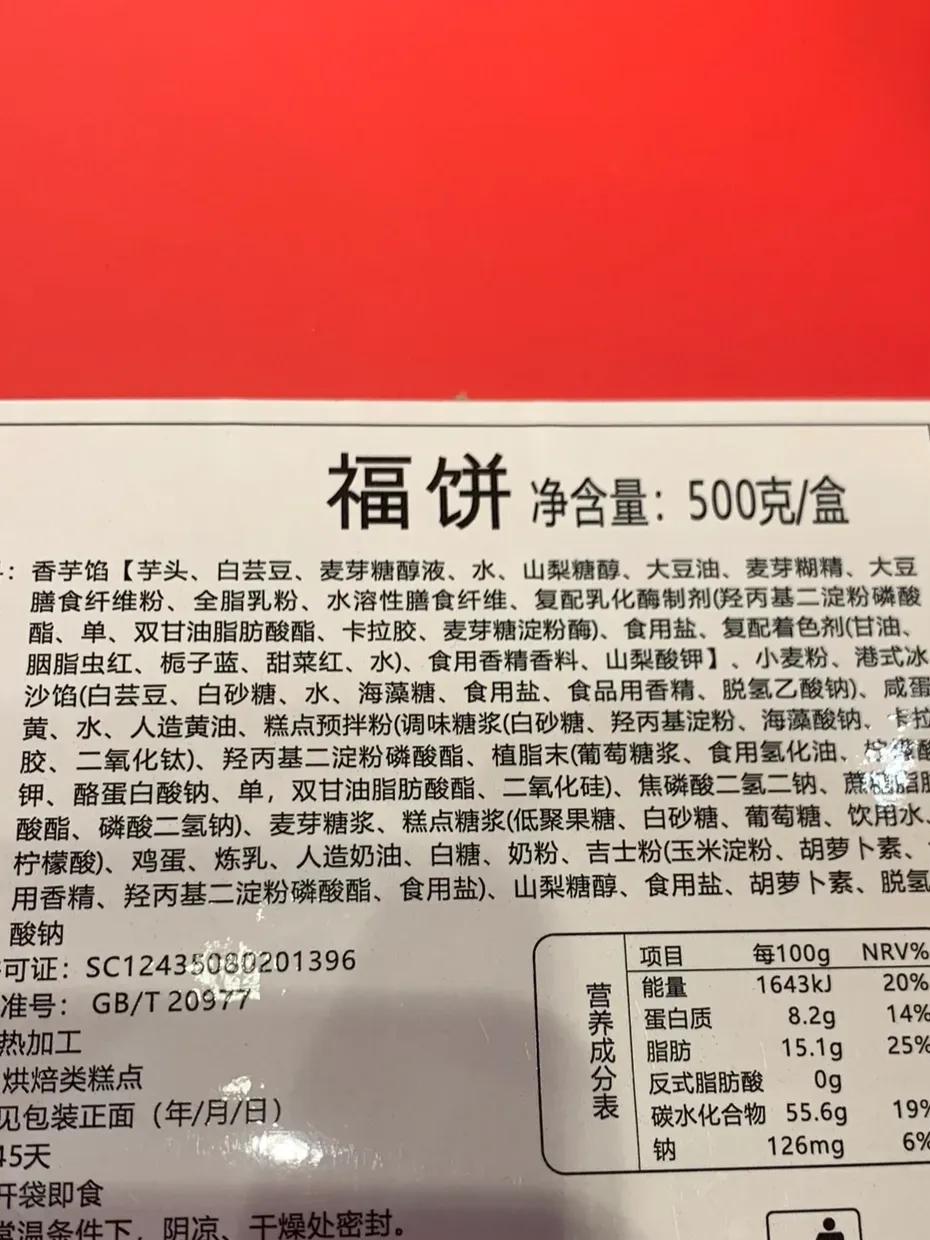 福饼 净含量：500克/盒
：香芋馅【芋头、白芸豆、麦芽糖醇液、水、山梨糖醇、大豆油、麦芽糊精、大豆
膳食纤维粉、全脂乳粉、水溶性膳食纤维、复配乳化酶制剂(羟丙基二淀粉磷酸
酯、单、双甘油脂肪酸酯、卡拉胶、麦芽糖淀粉酶)、食用盐、复配着色剂(甘油、
胭脂虫红、栀子蓝、甜菜红、水)、食用香精香料、山梨酸钾】、小麦粉、港式冰
沙馅(白芸豆、白砂糖、水、海藻糖、食用盐、食品用香精、脱氢乙酸钠)、咸蛋
黄、水、人造黄油、糕点预拌粉(调味糖浆(白砂糖、羟丙基淀粉、海藻酸钠、卡拉
胶、二氧化钛)、羟丙基二淀粉磷酸酯、植脂末(葡萄糖浆、食用氢化油、柠檬酸
钾、酪蛋白酸钠、单，双甘油脂肪酸酯、二氧化硅)、焦磷酸二氢二钠、蔗糖脂肪
酸酯、磷酸二氢钠)、麦芽糖浆、糕点糖浆(低聚果糖、白砂糖、葡萄糖、饮用水、
柠檬酸)、鸡蛋、炼乳、人造奶油、白糖、奶粉、吉士粉(玉米淀粉、胡萝卜素、
用香精、羟丙基二淀粉磷酸酯、食用盐)、山梨糖醇、食用盐、胡萝卜素、脱氢
酸钠
可证：SC12435080201396
准号：GB/T 20977
热加工
烘焙类糕点
见包装正面（年/月/日）
45天
开袋即食
常温条件下，阴凉、干燥处密封。
营养成分表
项目 每100g NRV%
能量 1643kJ 20%
蛋白质 8.2g 14%
脂肪 15.1g 25%
反式脂肪酸 0g
碳水化合物 55.6g 19%
钠 126mg 6%